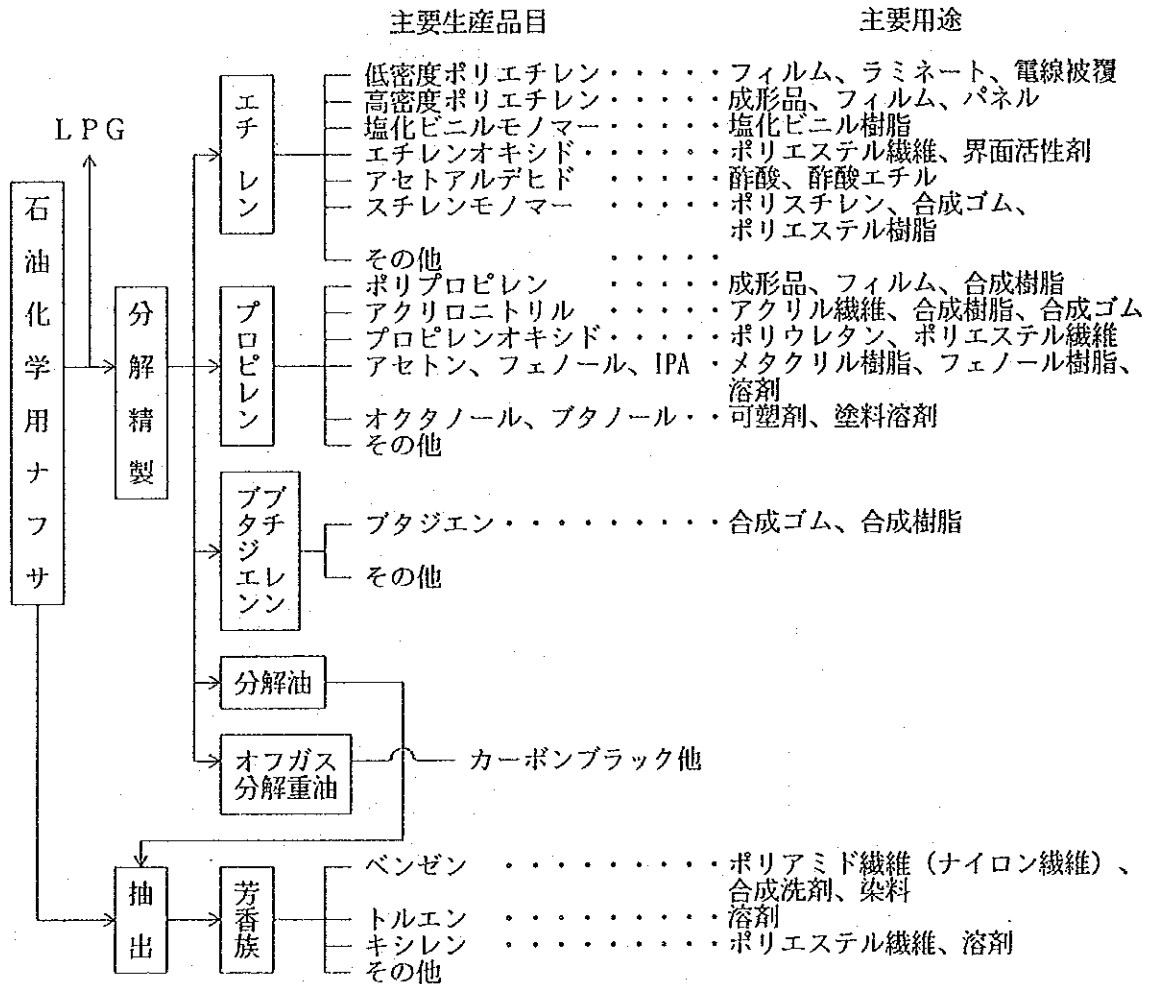 主要生産品目 主要用途
LPG
石油化学用ナフサ
分解精製
エチレン
低密度ポリエチレン・・・・・・フィルム、ラミネート、電線被覆
高密度ポリエチレン・・・・・・成形品、フィルム、パネル
塩化ビニルモノマー・・・・・・塩化ビニル樹脂
エチレンオキシド・・・・・・・ポリエステル繊維、界面活性剤
アセトアルデヒド ・・・・・酢酸、酢酸エチル
スチレンモノマー ・・・・・ポリスチレン、合成ゴム、
ポリエステル樹脂
その他 ・・・・・
プロピレン
ポリプロピレン ・・・・・成形品、フィルム、合成樹脂
アクリロニトリル ・・・・・アクリル繊維、合成樹脂、合成ゴム
プロピレンオキシド・・・・・・ポリウレタン、ポリエステル繊維
アセトン、フェノール、IPA ・メタクリル樹脂、フェノール樹脂、
溶剤
オクタノール、ブタノール・・可塑剤、塗料溶剤
その他
ブチレン
ブタジエン
ブタジエン・・・・・・・・・合成ゴム、合成樹脂
その他
分解油
オフガス
分解重油
カーボンブラック他
抽出
芳香族
ベンゼン ・・・・・・・・・ポリアミド繊維(ナイロン繊維)、
合成洗剤、染料
トルエン ・・・・・・・・・溶剤
キシレン ・・・・・・・・・ポリエステル繊維、溶剤
その他